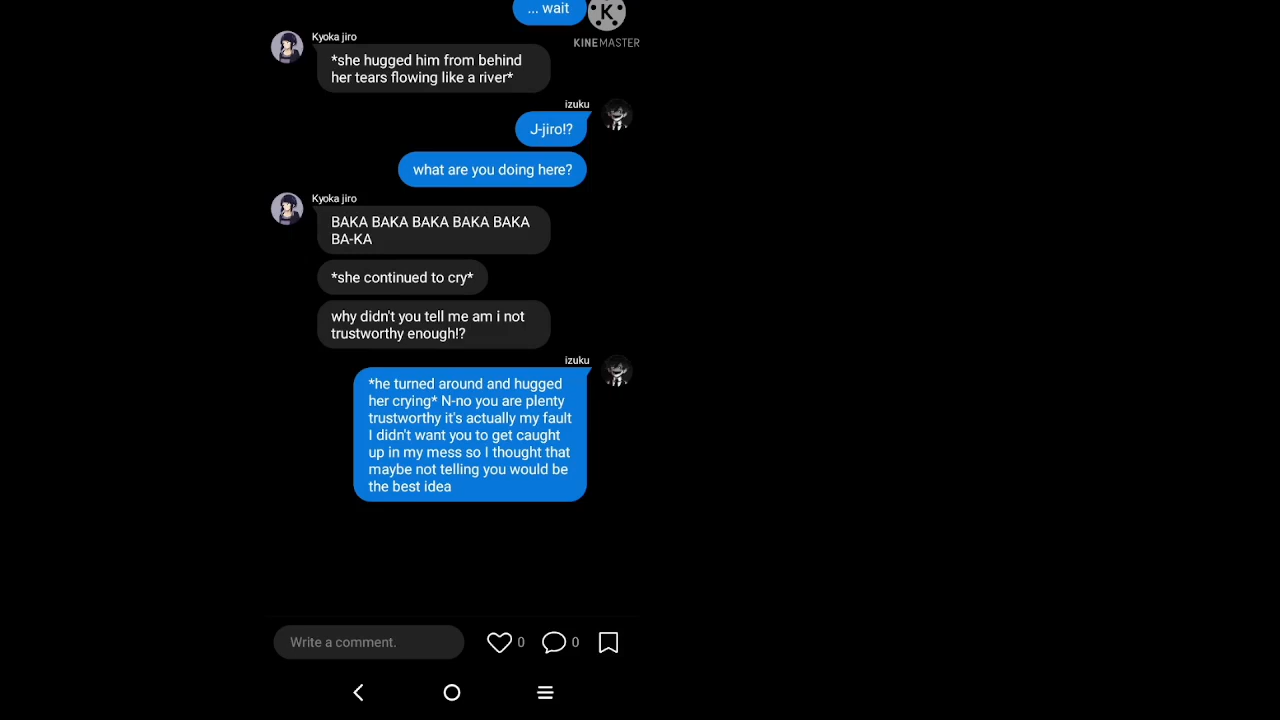 ... wait
K
KINEMASTER
Kyoka jiro
*she hugged him from behind
her tears flowing like a river*
izuku
J-jiro!?
what are you doing here?
Kyoka jiro
BAKA BAKA BAKA BAKA BAKA
BA-KA
*she continued to cry*
why didn't you tell me am i not
trustworthy enough!?
izuku
*he turned around and hugged
her crying* N-no you are plenty
trustworthy it's actually my fault
I didn't want you to get caught
up in my mess so I thought that
maybe not telling you would be
the best idea
Write a comment.
0
0